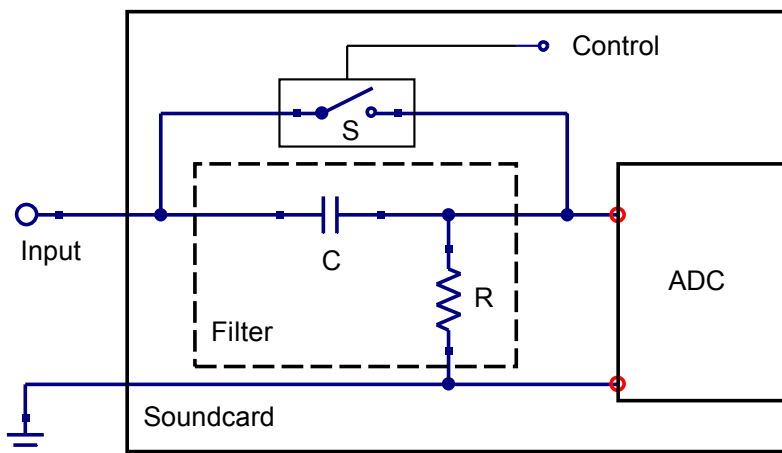 Control
S
Input
C
R
ADC
Filter
Soundcard